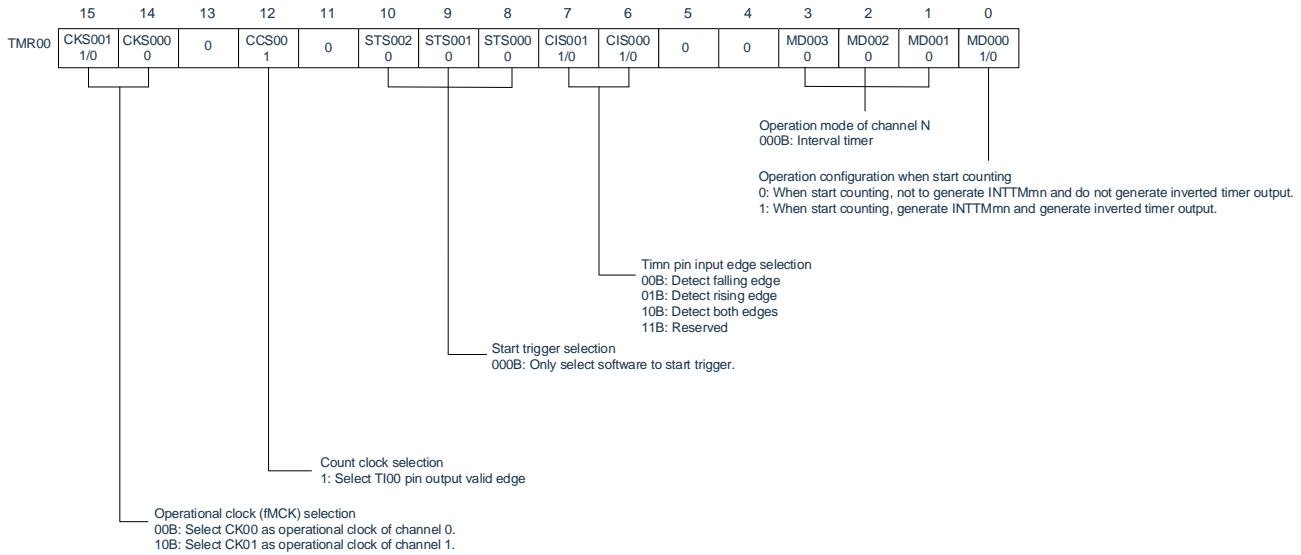 15 14 13 12 11 10 9 8 7 6 5 4 3 2 1 0
TMR00 CKS001 CKS000 0 CCS00 0 STS002 STS001 STS000 CIS001 CIS000 0 0 MD003 MD002 MD001 MD000
1/0 0 1 0 0 0 1/0 1/0 0 0 0 1/0
Operation mode of channel N
000B: Interval timer
Operation configuration when start counting
0: When start counting, not to generate INTTMmn and do not generate inverted timer output.
1: When start counting, generate INTTMmn and generate inverted timer output.
Timn pin input edge selection
00B: Detect falling edge
01B: Detect rising edge
10B: Detect both edges
11B: Reserved
Start trigger selection
000B: Only select software to start trigger.
Count clock selection
1: Select TI00 pin output valid edge
Operational clock (fMCK) selection
00B: Select CK00 as operational clock of channel 0.
10B: Select CK01 as operational clock of channel 1.